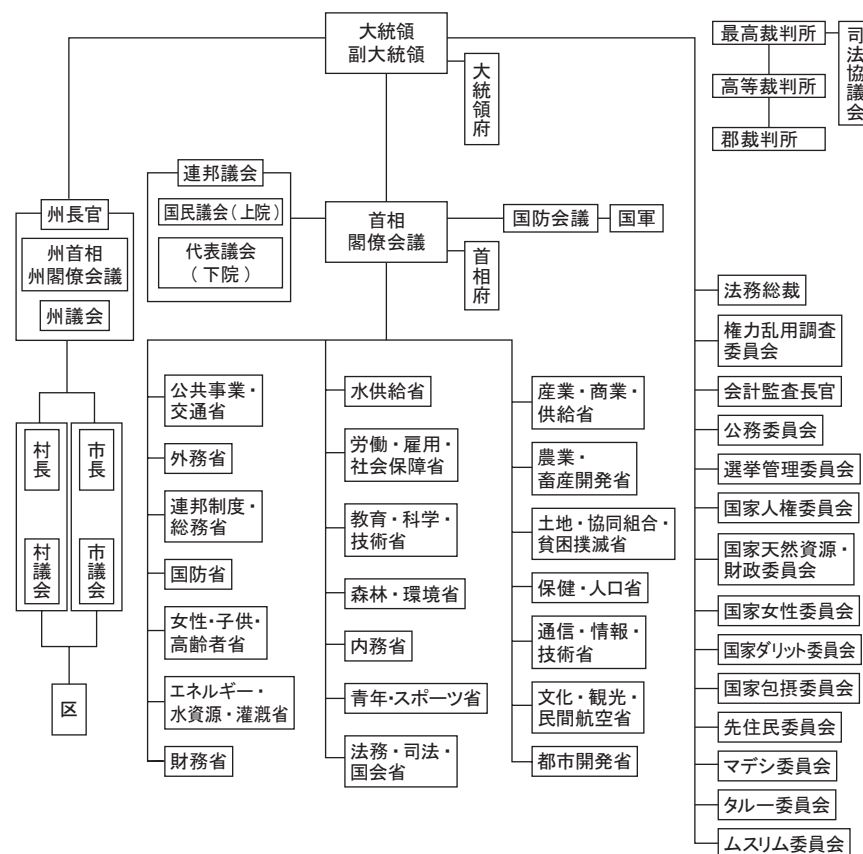 大統領
副大統領
大統領府
最高裁判所
高等裁判所
郡裁判所
司法協議会
連邦議会
国民議会(上院)
代表議会
(下院)
首相
閣僚会議
首相府
国防会議
国軍
州長官
州首相
州閣僚会議
州議会
村長
村議会
市長
市議会
区
公共事業・
交通省
外務省
連邦制度・
総務省
国防省
女性・子供・
高齢者省
エネルギー・
水資源・灌漑省
財務省
水供給省
労働・雇用・
社会保障省
教育・科学・
技術省
森林・環境省
内務省
青年・スポーツ省
法務・司法・
国会省
産業・商業・
供給省
農業・
畜産開発省
土地・協同組合・
貧困撲滅省
保健・人口省
通信・情報・
技術省
文化・観光・
民間航空省
都市開発省
法務総裁
権力乱用調査
委員会
会計監査長官
公務委員会
選挙管理委員会
国家人権委員会
国家天然資源・
財政委員会
国家女性委員会
国家ダリット委員会
国家包摂委員会
先住民委員会
マデシ委員会
タルー委員会
ムスリム委員会